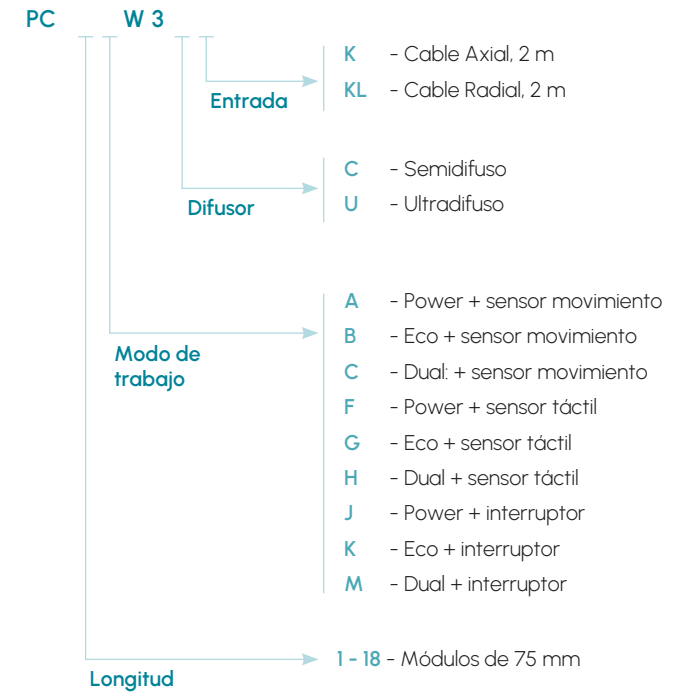 PC W 3
K - Cable Axial, 2 m
KL - Cable Radial, 2 m
Entrada
C - Semidifuso
U - Ultradifuso
Difusor
A - Power + sensor movimiento
B - Eco + sensor movimiento
C - Dual: + sensor movimiento
F - Power + sensor táctil
G - Eco + sensor táctil
H - Dual + sensor táctil
J - Power + interruptor
K - Eco + interruptor
M - Dual + interruptor
Modo de
trabajo
1 - 18 - Módulos de 75 mm
Longitud